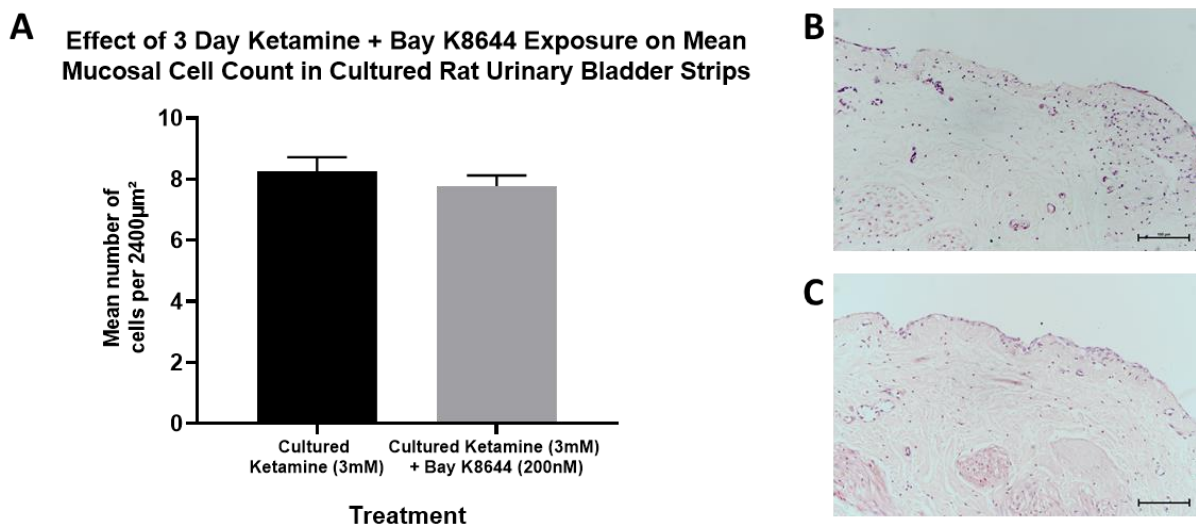 A
Effect of 3 Day Ketamine + Bay K8644 Exposure on Mean
Mucosal Cell Count in Cultured Rat Urinary Bladder Strips
Mean number of
cells per 2400µm²
10
8
6
4
2
0
Cultured
Ketamine (3mM)
Cultured Ketamine (3mM)
+ Bay K8644 (200nM)
Treatment
B
C